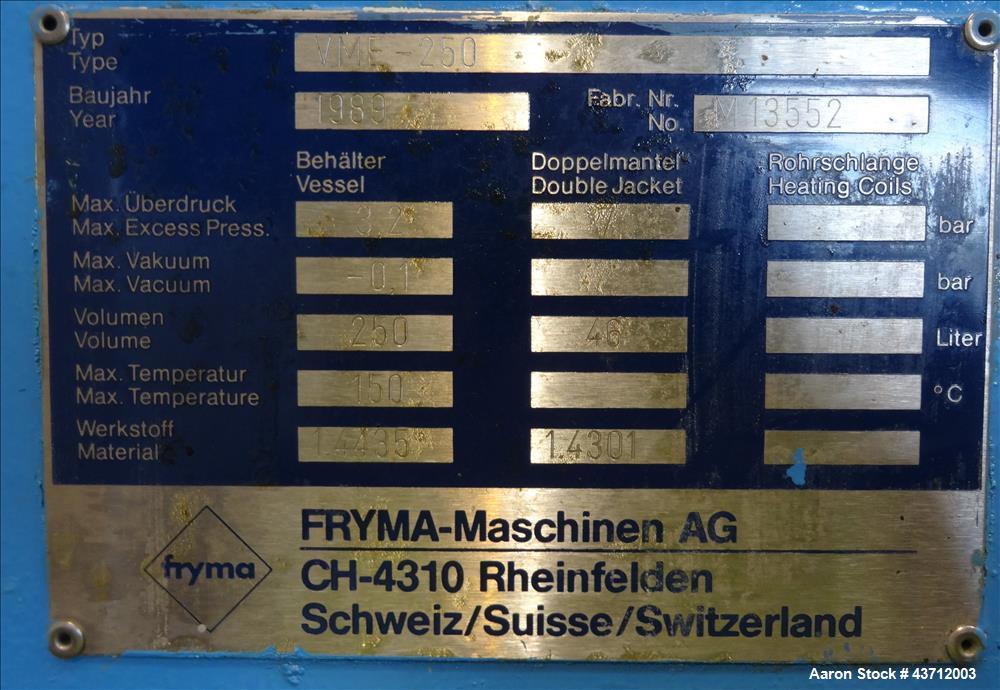 Typ
Type VME-250
Baujahr
Year 1989
Fabr. Nr.
No. M 13552
Behälter
Vessel
Doppelmantel
Double Jacket
Rohrschlange
Heating Coils
Max. Überdruck
Max. Excess Press. 3,2 bar
Max. Vakuum
Max. Vacuum -0,1 bar
Volumen
Volume 250 46 Liter
Max. Temperatur
Max. Temperature 150 °C
Werkstoff
Material 1.4435 1.4301
fryma
FRYMA-Maschinen AG
CH-4310 Rheinfelden
Schweiz/Suisse/Switzerland
Aaron Stock # 43712003